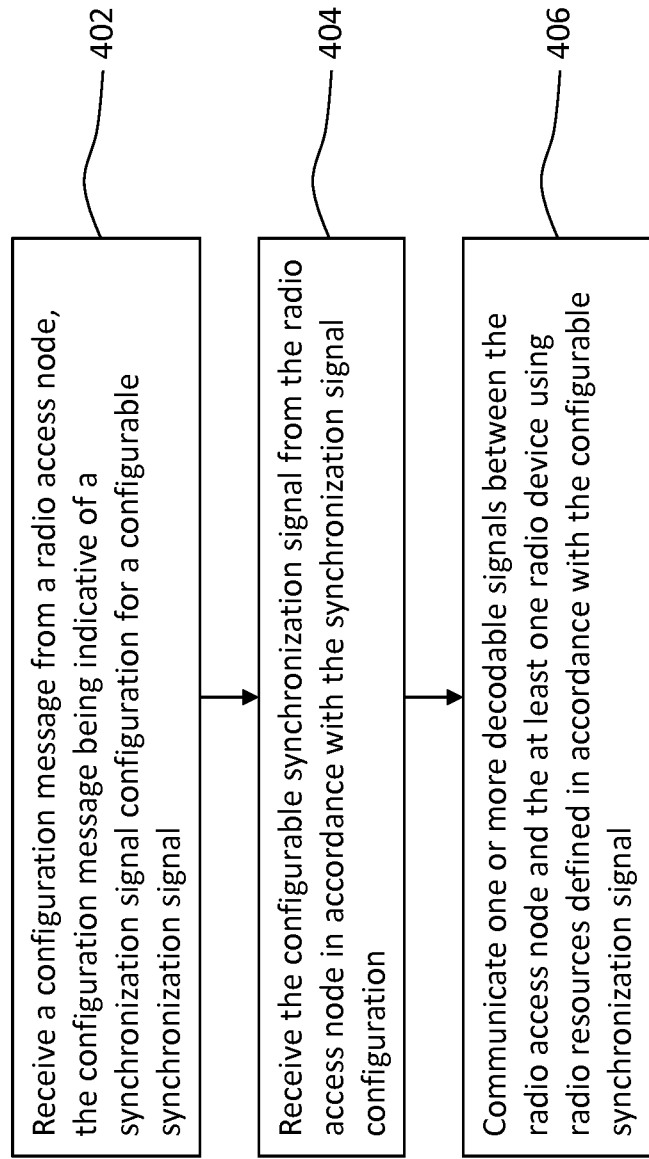 Receive a configuration message from a radio access node,
the configuration message being indicative of a
synchronization signal configuration for a configurable
synchronization signal
402
Receive the configurable synchronization signal from the radio
access node in accordance with the synchronization signal
configuration
404
Communicate one or more decodable signals between the
radio access node and the at least one radio device using
radio resources defined in accordance with the configurable
synchronization signal
406